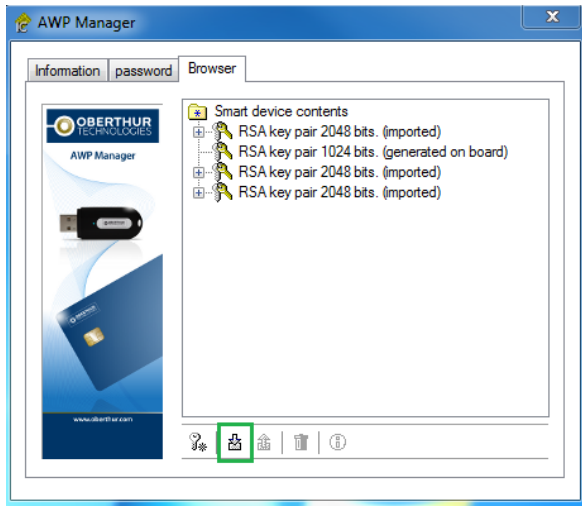 AWP Manager
x
Information password Browser
OBERTHUR
TECHNOLOGIES
AWP Manager
Smart device contents
RSA key pair 2048 bits. (imported)
RSA key pair 1024 bits. (generated on board)
RSA key pair 2048 bits. (imported)
RSA key pair 2048 bits. (imported)
www.oberthur.com